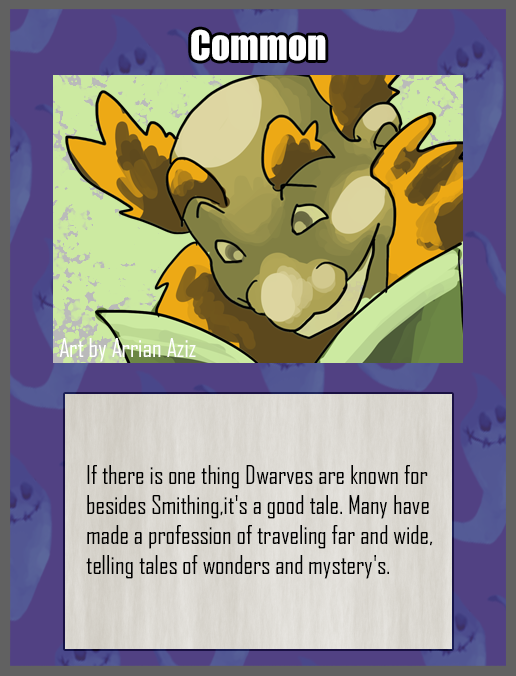 Common
Art by Arrian Aziz
If there is one thing Dwarves are known for
besides Smithing,it's a good tale. Many have
made a profession of traveling far and wide,
telling tales of wonders and mystery's.